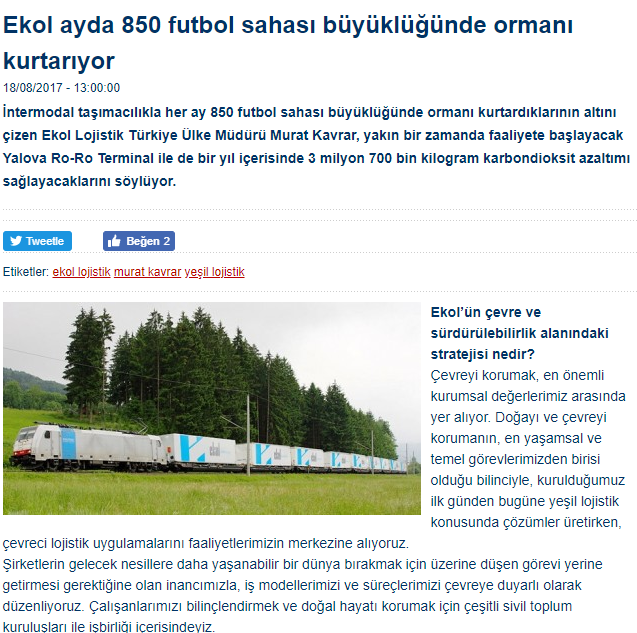 Ekol ayda 850 futbol sahası büyüklüğünde ormanı
kurtarıyor
18/08/2017 - 13:00:00
İntermodal taşımacılıkla her ay 850 futbol sahası büyüklüğünde ormanı kurtardıklarının altını
çizen Ekol Lojistik Türkiye Ülke Müdürü Murat Kavrar, yakın bir zamanda faaliyete başlayacak
Yalova Ro-Ro Terminal ile de bir yıl içerisinde 3 milyon 700 bin kilogram karbondioksit azaltımı
sağlayacaklarını söylüyor.
Tweetle
Beğen 2
Etiketler: ekol lojistik murat kavrar yeşil lojistik
ekol
Ekol’ün çevre ve
sürdürülebilirlik alanındaki
stratejisi nedir?
Çevreyi korumak, en önemli
kurumsal değerlerimiz arasında
yer alıyor. Doğayı ve çevreyi
korumanın, en yaşamsal ve
temel görevlerimizden birisi
olduğu bilinciyle, kurulduğumuz
ilk günden bugüne yeşil lojistik
konusunda çözümler üretirken,
çevreci lojistik uygulamalarını faaliyetlerimizin merkezine alıyoruz.
Şirketlerin gelecek nesillere daha yaşanabilir bir dünya bırakmak için üzerine düşen görevi yerine
getirmesi gerektiğine olan inancımızla, iş modellerimizi ve süreçlerimizi çevreye duyarlı olarak
düzenliyoruz. Çalışanlarımızı bilinçlendirmek ve doğal hayatı korumak için çeşitli sivil toplum
kuruluşları ile işbirliği içerisindeyiz.